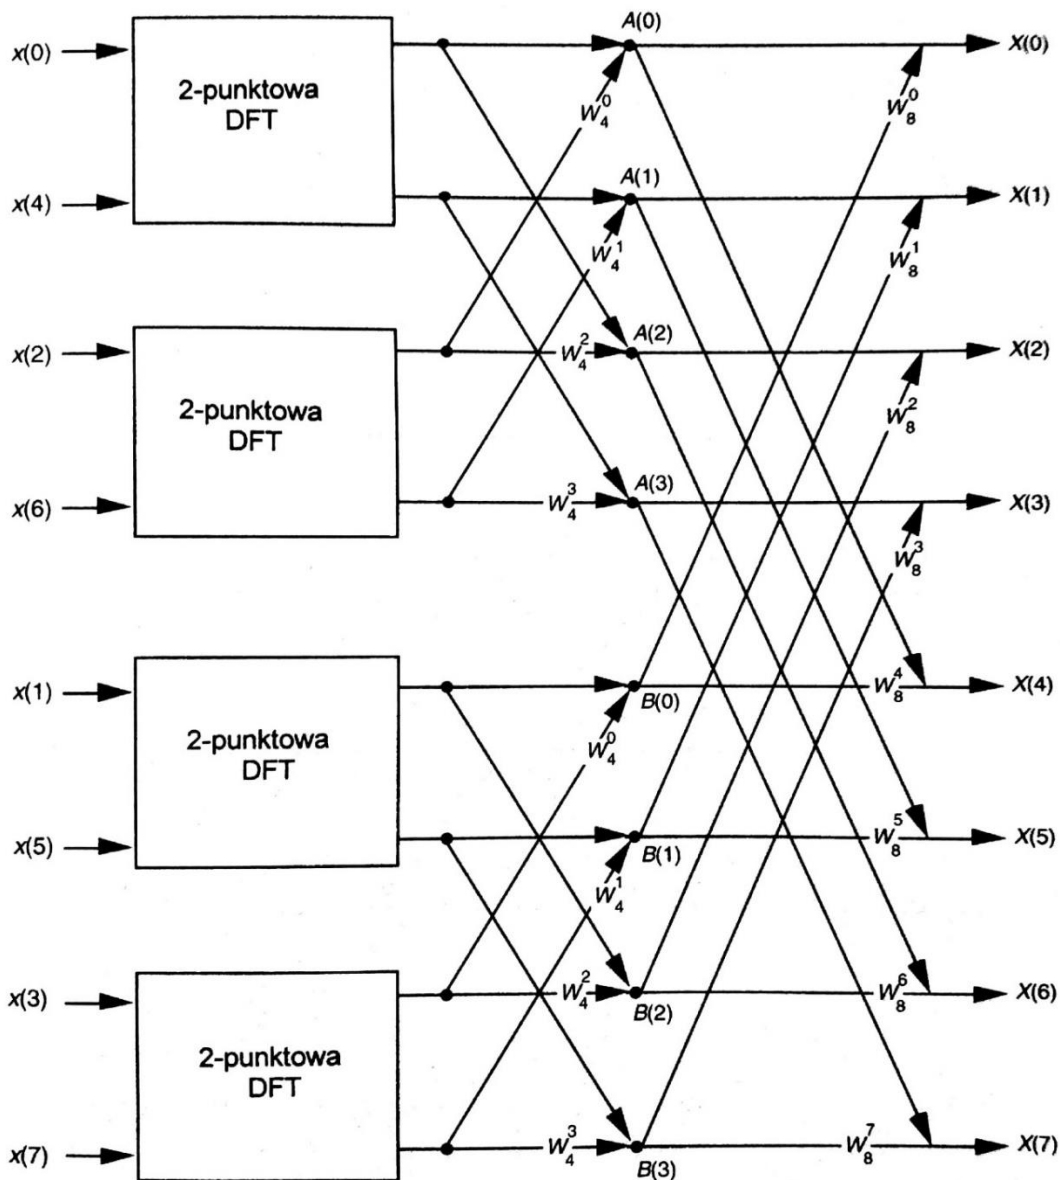 A(0)
x(0)
X(0)
2-punktowa
DFT
W₄⁰
W₈⁰
x(4)
A(1)
X(1)
W₄¹
W₈¹
x(2)
A(2)
X(2)
W₄²
2-punktowa
DFT
W₈²
x(6)
A(3)
X(3)
W₄³
W₈³
x(1)
B(0)
W₈⁴
X(4)
2-punktowa
DFT
W₄⁰
x(5)
B(1)
W₈⁵
X(5)
W₄¹
x(3)
W₄²
B(2)
W₈⁶
X(6)
2-punktowa
DFT
x(7)
W₄³
B(3)
W₈⁷
X(7)